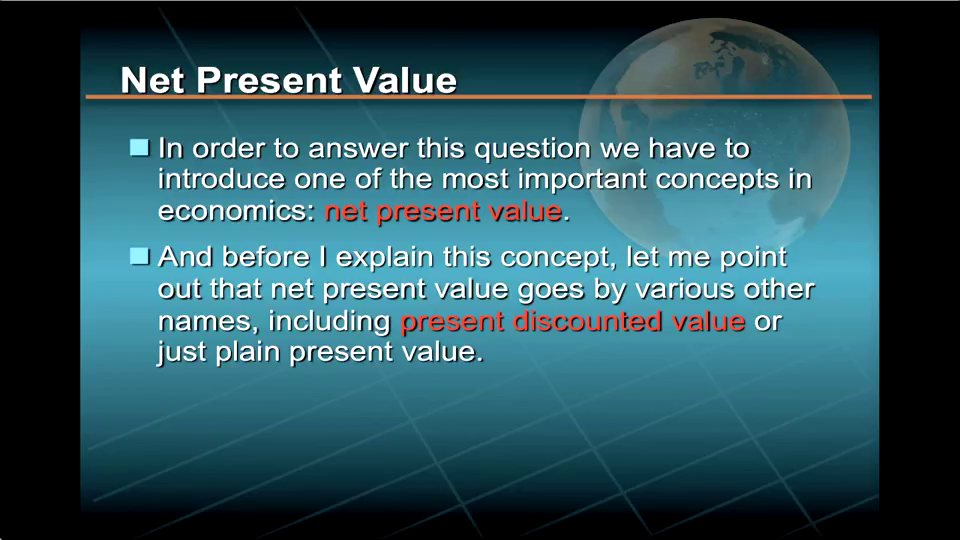 Net Present Value
In order to answer this question we have to
introduce one of the most important concepts in
economics: net present value.
And before I explain this concept, let me point
out that net present value goes by various other
names, including present discounted value or
just plain present value.